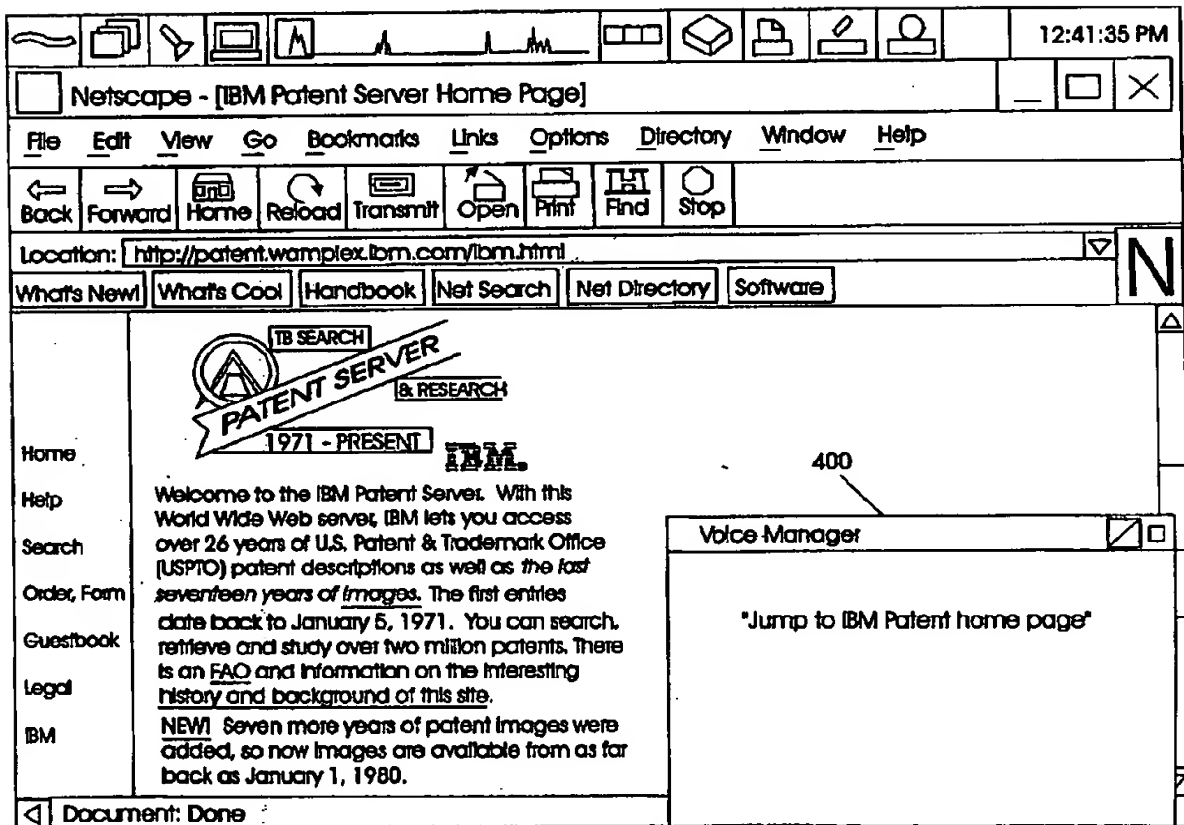 12:41:35 PM
Netscape - [IBM Patent Server Home Page]
File Edit View Go Bookmarks Links Options Directory Window Help
Back Forward Home Reload Transmit Open Print Find Stop
Location: http://patent.wamplex.ibm.com/ibm.html
N
What's New! What's Cool Handbook Net Search Net Directory Software
TB SEARCH
PATENT SERVER
& RESEARCH
1971 - PRESENT
IBM.
Home
Help
Search
Order, Form
Guestbook
Legal
IBM
Welcome to the IBM Patent Server. With this
World Wide Web server, IBM lets you access
over 26 years of U.S. Patent & Trademark Office
(USPTO) patent descriptions as well as the last
seventeen years of images. The first entries
date back to January 5, 1971. You can search,
retrieve and study over two million patents. There
is an FAO and information on the interesting
history and background of this site.
NEW! Seven more years of patent images were
added, so now images are available from as far
back as January 1, 1980.
400
Voice Manager
"Jump to IBM Patent home page"
Document: Done